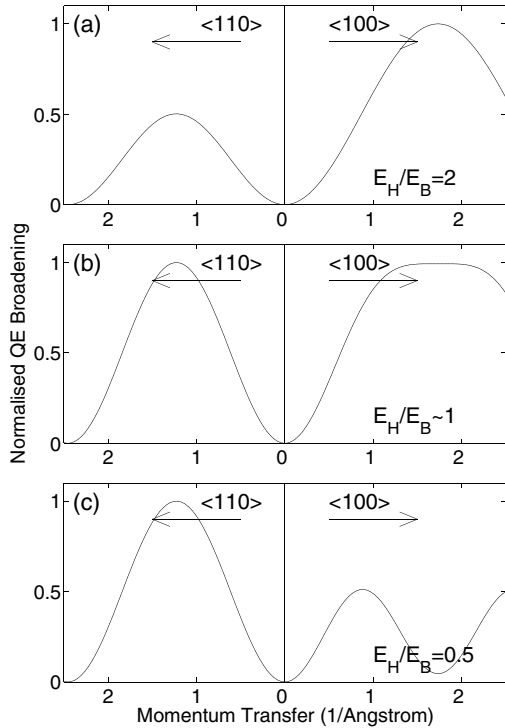 Normalised QE Broadening
(a)
<110> <100>
1
0.5
0
E_H/E_B=2
2 1 0 1 2
(b)
<110> <100>
1
0.5
0
E_H/E_B~1
2 1 0 1 2
(c)
<110> <100>
1
0.5
0
E_H/E_B=0.5
2 1 0 1 2
Momentum Transfer (1/Angstrom)